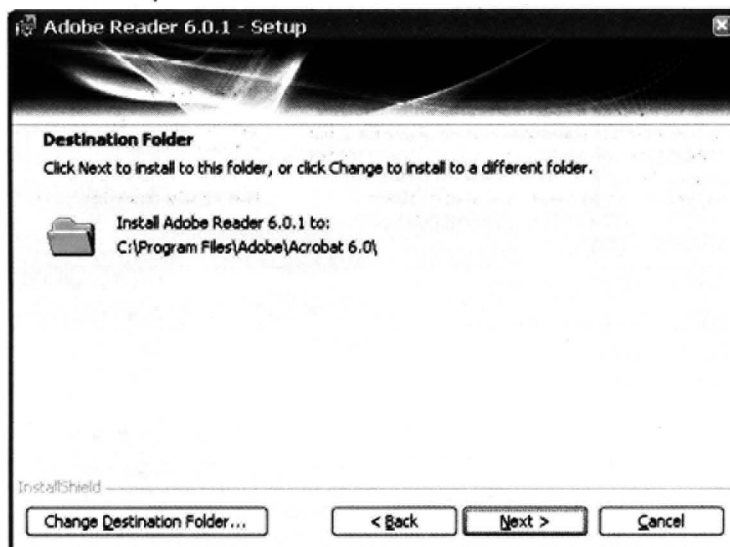 Adobe Reader 6.0.1 - Setup
Destination Folder
Click Next to install to this folder, or click Change to install to a different folder.
Install Adobe Reader 6.0.1 to:
C:\Program Files\Adobe\Acrobat 6.0\
InstallShield
Change Destination Folder...
< Back
Next >
Cancel